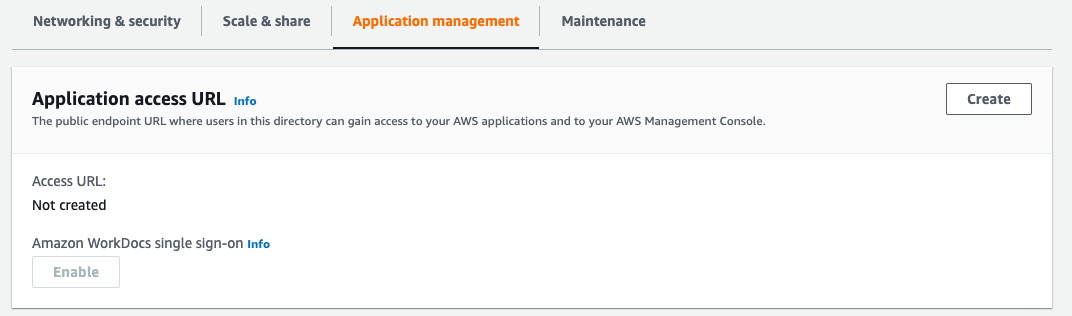 Networking & security
Scale & share
Application management
Maintenance
Application access URL Info
Create
The public endpoint URL where users in this directory can gain access to your AWS applications and to your AWS Management Console.
Access URL:
Not created
Amazon WorkDocs single sign-on Info
Enable